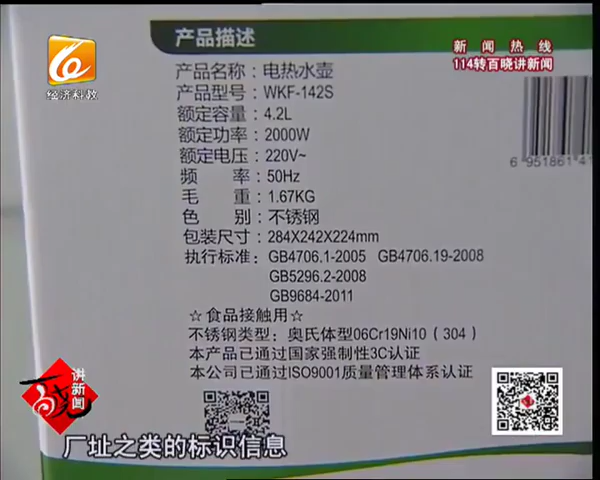 产品描述
新闻热线
114转百晓讲新闻
经济科教
产品名称：电热水壶
产品型号：WKF-142S
额定容量：4.2L
额定功率：2000W
额定电压：220V~
频 率：50Hz
毛 重：1.67KG
色 别：不锈钢
包装尺寸：284X242X224mm
执行标准：GB4706.1-2005 GB4706.19-2008
GB5296.2-2008
GB9684-2011
6 951861 41
☆食品接触用☆
不锈钢类型：奥氏体型06Cr19Ni10（304）
本产品已通过国家强制性3C认证
本公司已通过ISO9001质量管理体系认证
百晓讲新闻
厂址之类的标识信息